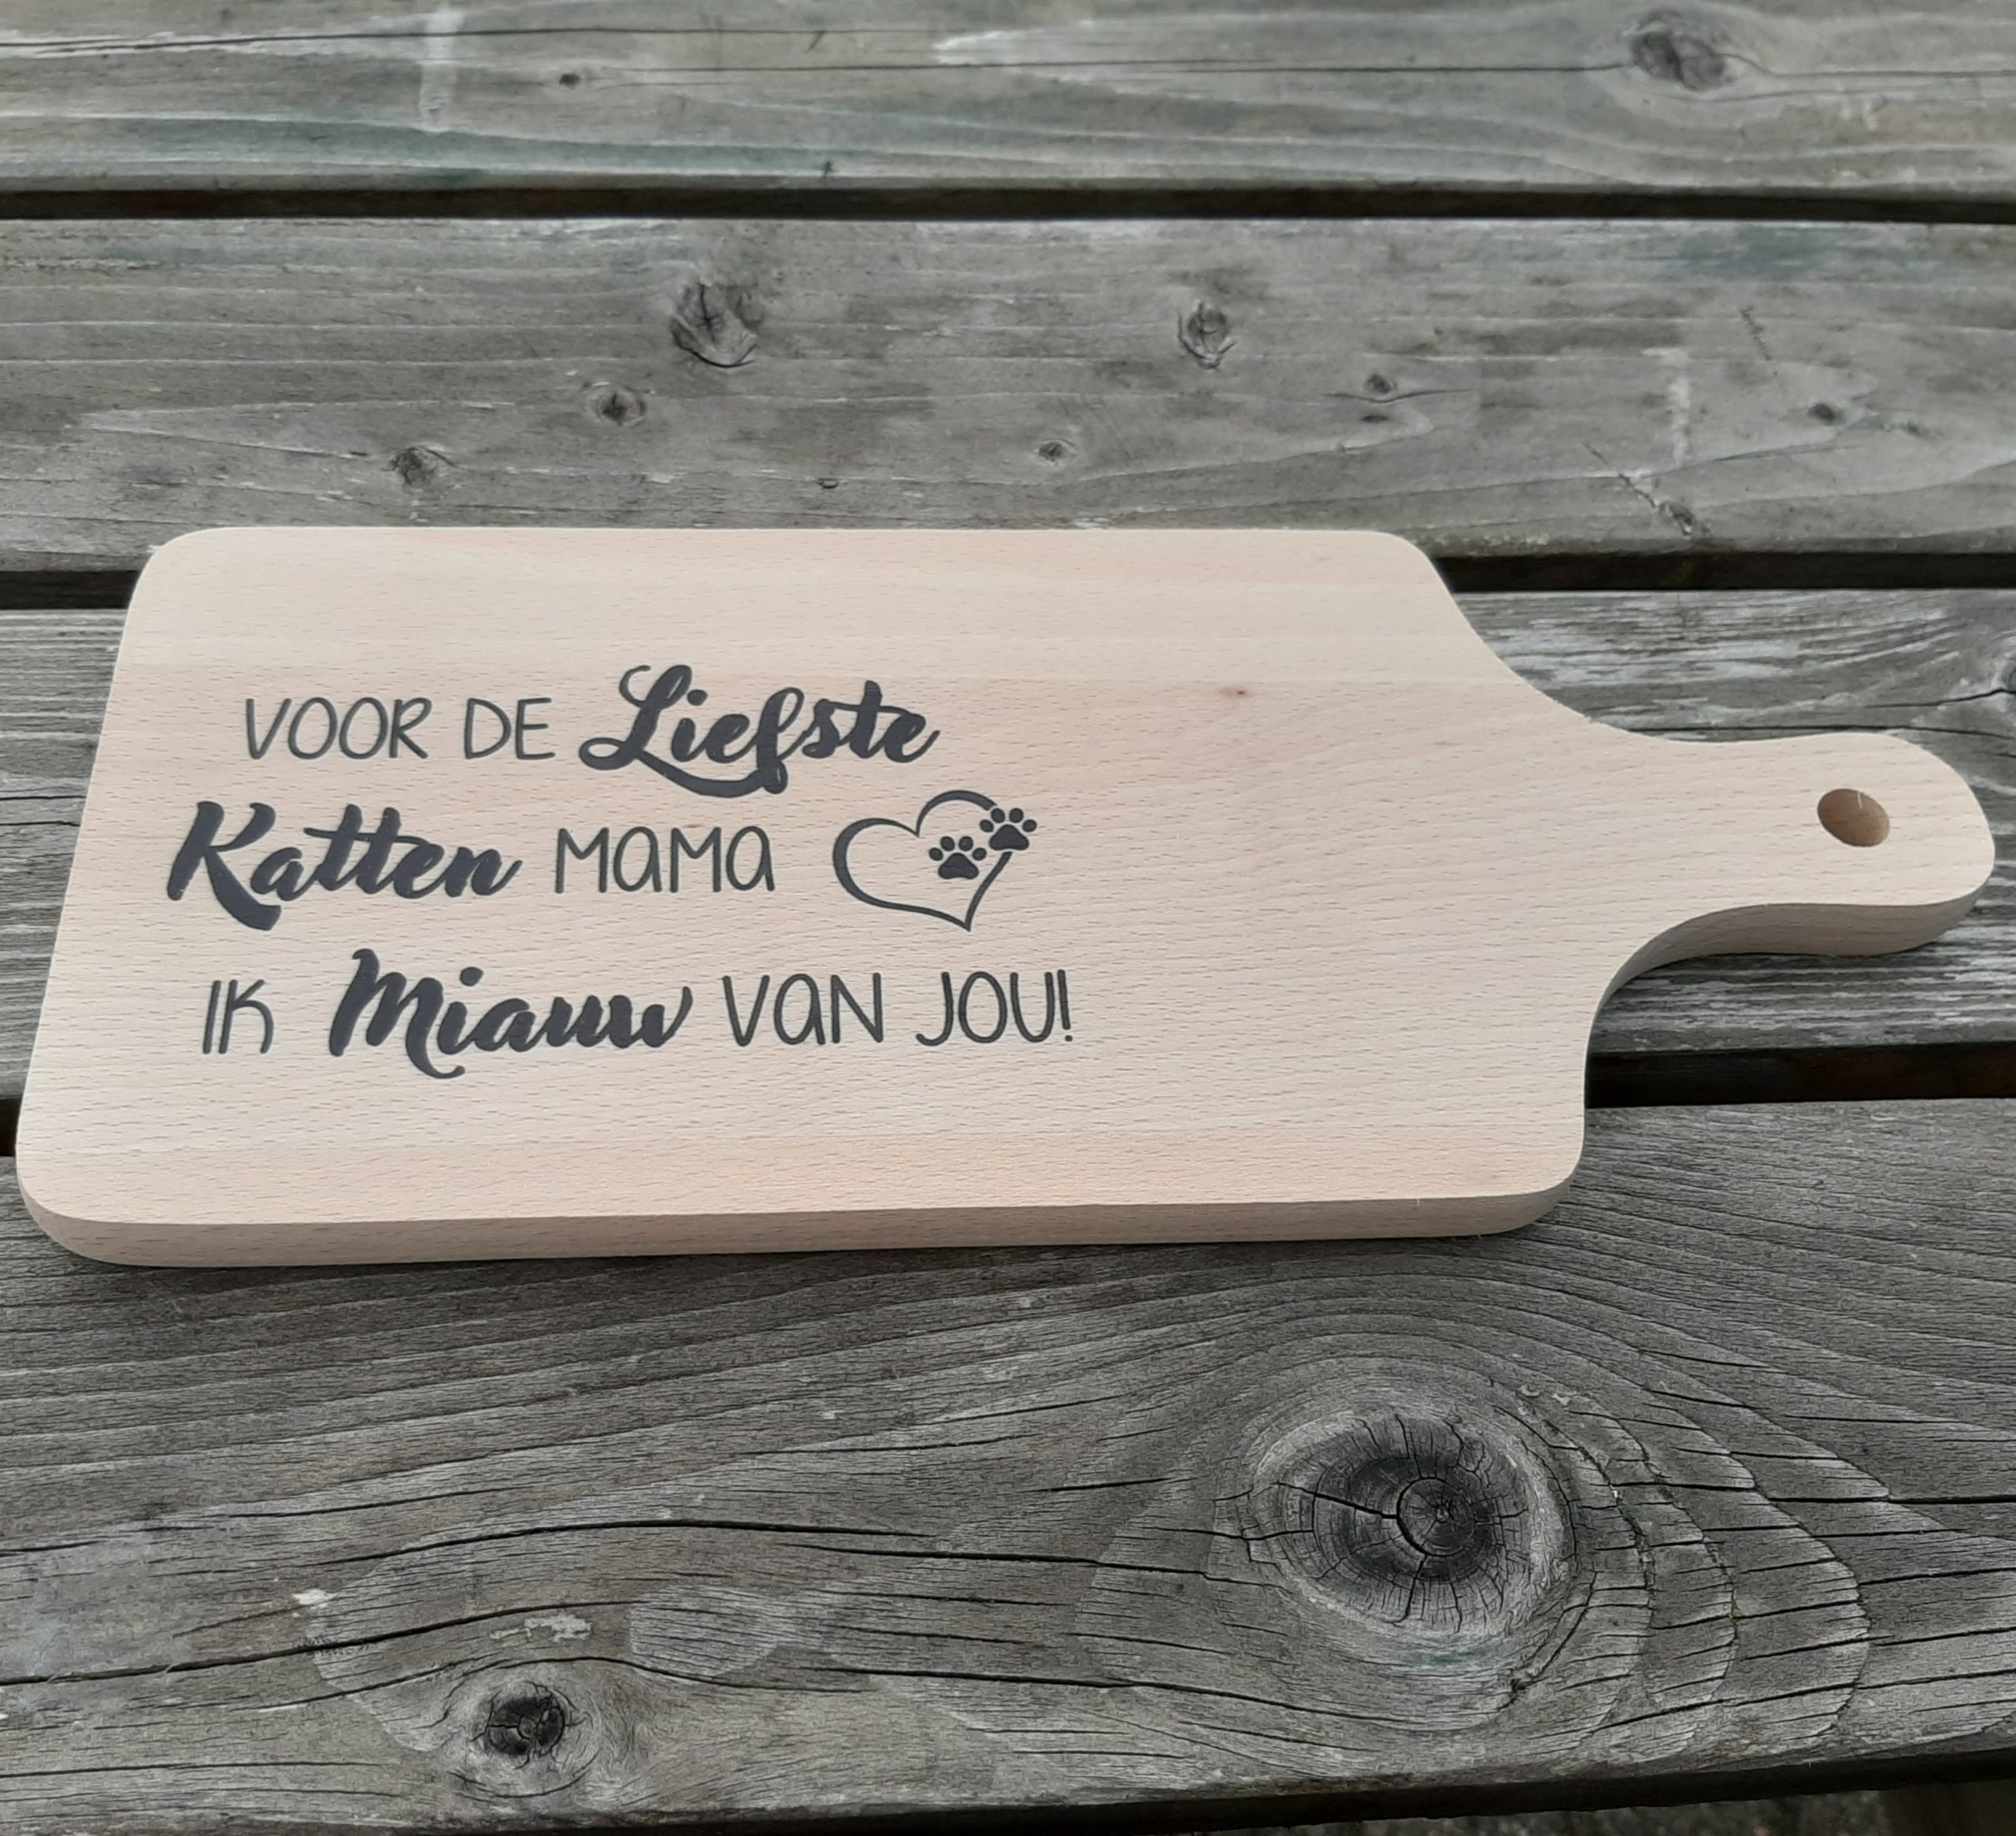 VOOR DE Liefste
Katten MAMA
IK Miauw VAN JOU!